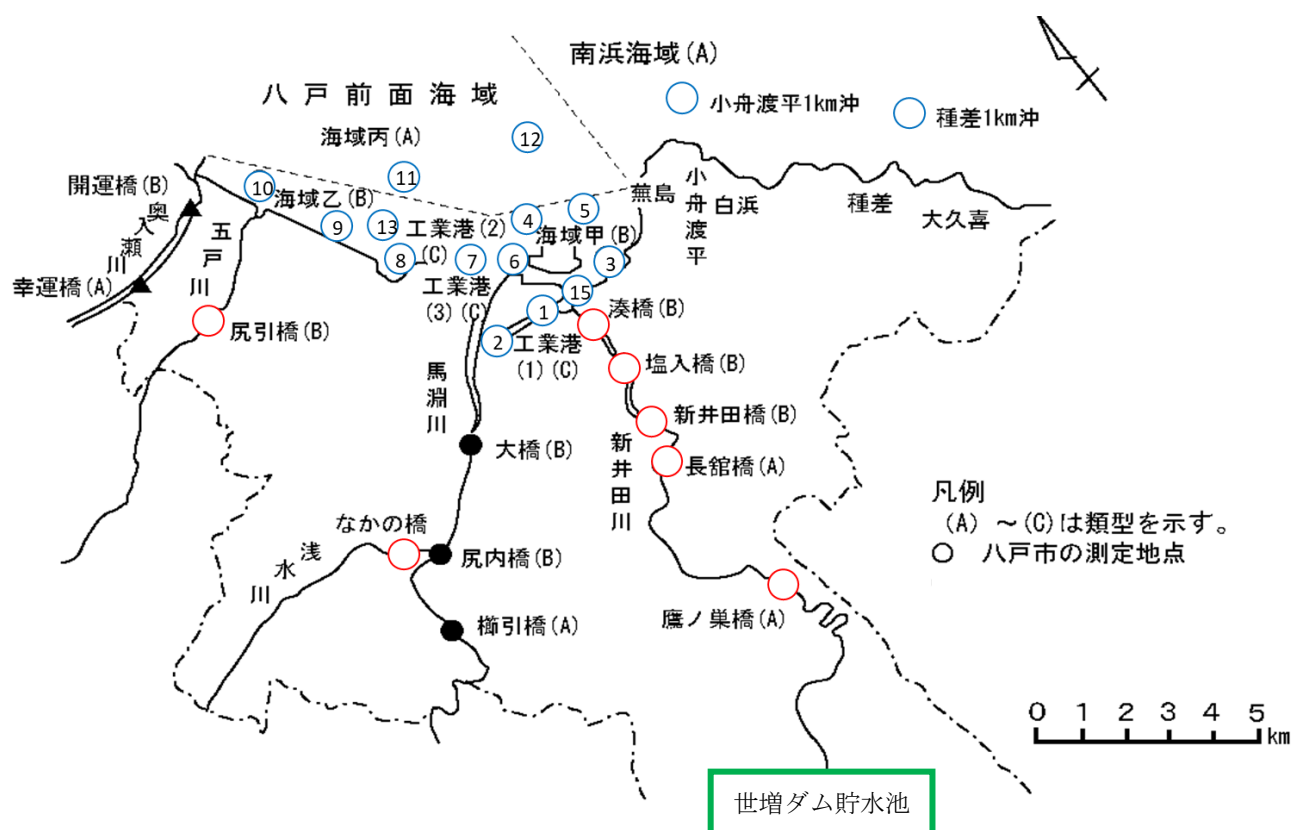 南浜海域(A)
小舟渡平1km沖
種差1km沖
八戸前面海域
海域丙(A)
12
11
10
海域乙(B)
9
13
工業港(2)
(C)
8
7
工業港
(3)(C)
6
4
5
海域甲(B)
3
15
1
2
工業港
(1)(C)
蕪島
小舟渡平
白浜
種差
大久喜
開運橋(B)
奥入瀬川
幸運橋(A)
五戸川
尻引橋(B)
馬淵川
湊橋(B)
塩入橋(B)
新井田橋(B)
長舘橋(A)
新井田川
大橋(B)
なかの橋
尻内橋(B)
浅水川
櫛引橋(A)
鷹ノ巣橋(A)
凡例
(A)~(C)は類型を示す。
○ 八戸市の測定地点
0 1 2 3 4 5
km
世増ダム貯水池